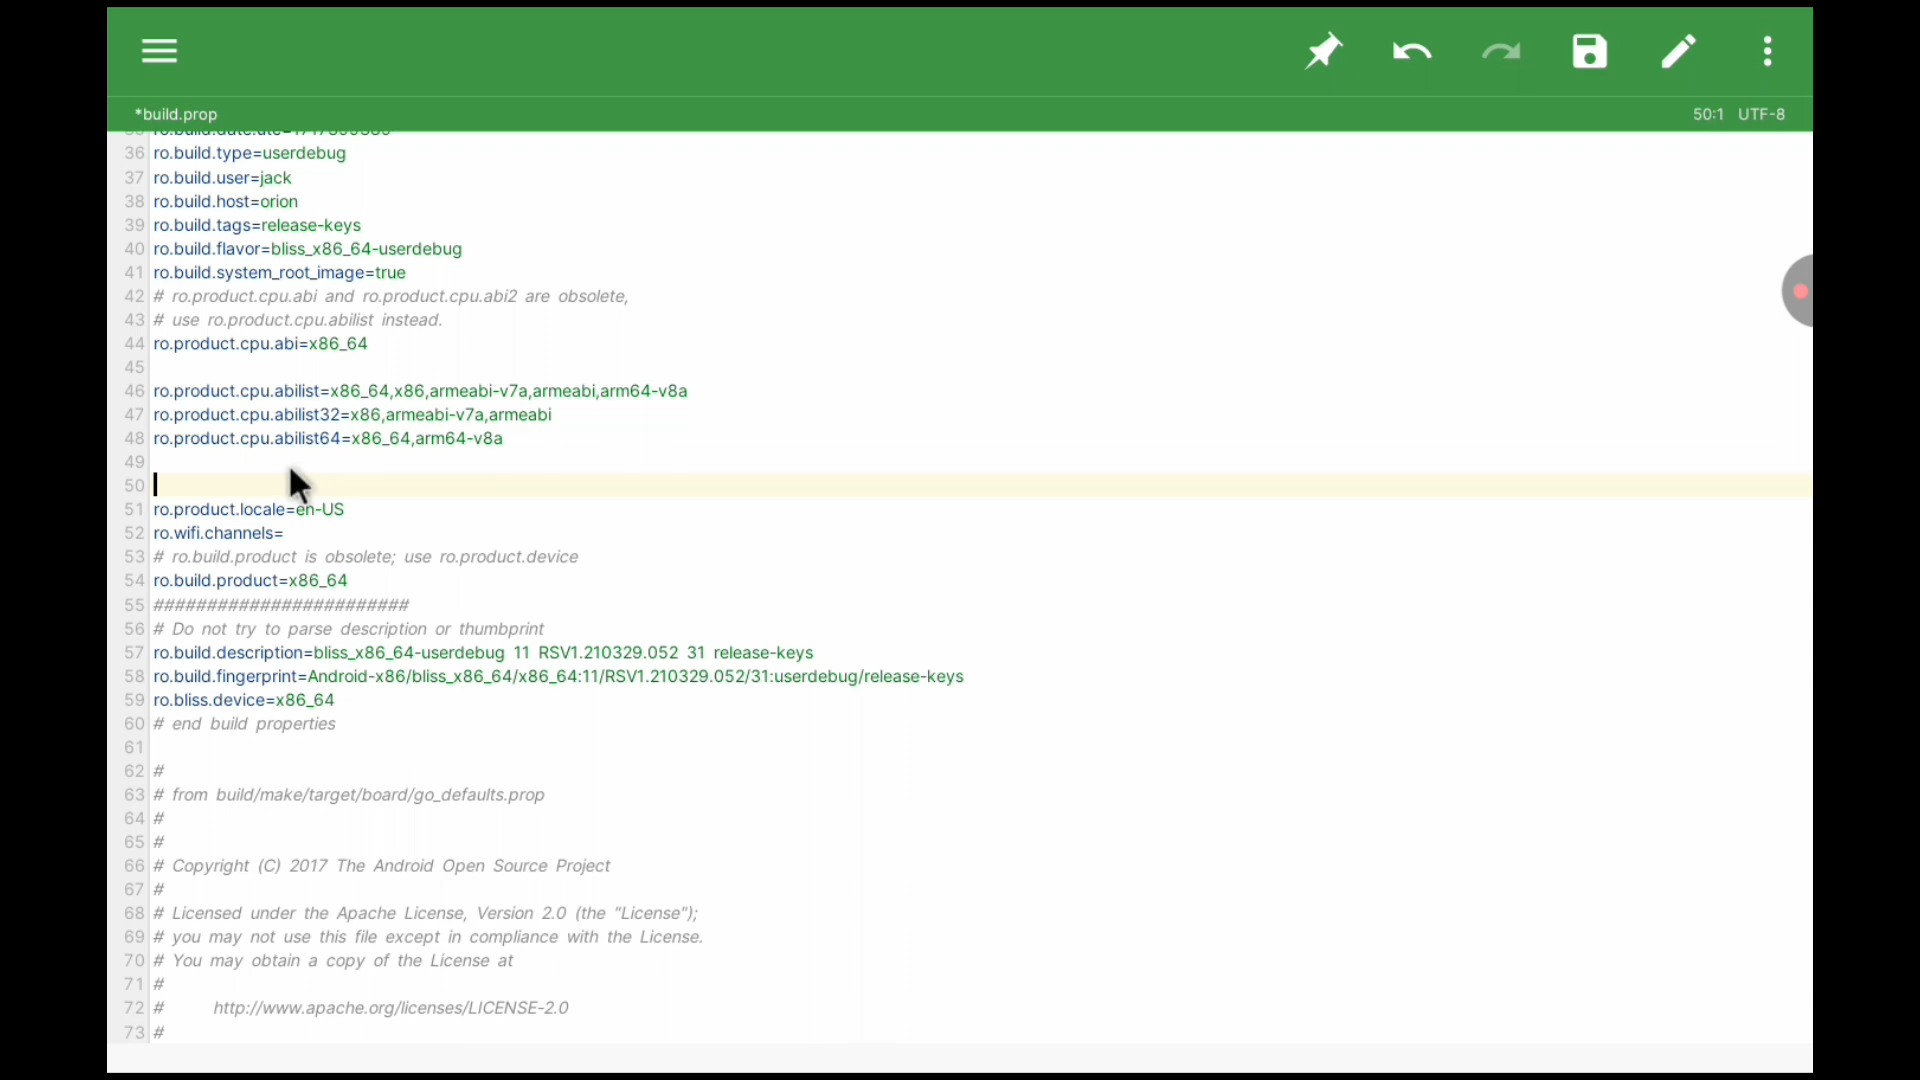 *build.prop
50:1 UTF-8
36 ro.build.type=userdebug
37 ro.build.user=jack
38 ro.build.host=orion
39 ro.build.tags=release-keys
40 ro.build.flavor=bliss_x86_64-userdebug
41 ro.build.system_root_image=true
42 # ro.product.cpu.abi and ro.product.cpu.abi2 are obsolete,
43 # use ro.product.cpu.abilist instead.
44 ro.product.cpu.abi=x86_64
45
46 ro.product.cpu.abilist=x86_64,x86,armeabi-v7a,armeabi,arm64-v8a
47 ro.product.cpu.abilist32=x86,armeabi-v7a,armeabi
48 ro.product.cpu.abilist64=x86_64,arm64-v8a
49
50
51 ro.product.locale=en-US
52 ro.wifi.channels=
53 # ro.build.product is obsolete; use ro.product.device
54 ro.build.product=x86_64
55 ########################
56 # Do not try to parse description or thumbprint
57 ro.build.description=bliss_x86_64-userdebug 11 RSV1.210329.052 31 release-keys
58 ro.build.fingerprint=Android-x86/bliss_x86_64/x86_64:11/RSV1.210329.052/31:userdebug/release-keys
59 ro.bliss.device=x86_64
60 # end build properties
61
62 #
63 # from build/make/target/board/go_defaults.prop
64 #
65 #
66 # Copyright (C) 2017 The Android Open Source Project
67 #
68 # Licensed under the Apache License, Version 2.0 (the "License");
69 # you may not use this file except in compliance with the License.
70 # You may obtain a copy of the License at
71 #
72 # http://www.apache.org/licenses/LICENSE-2.0
73 #